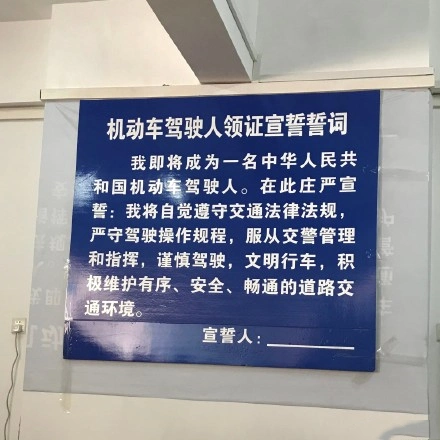 机动车驾驶人领证宣誓誓词
我即将成为一名中华人民共
和国机动车驾驶人。在此庄严宣
誓：我将自觉遵守交通法律法规，
严守驾驶操作规程，服从交警管理
和指挥，谨慎驾驶，文明行车，积
极维护有序、安全、畅通的道路交
通环境。
宣誓人：